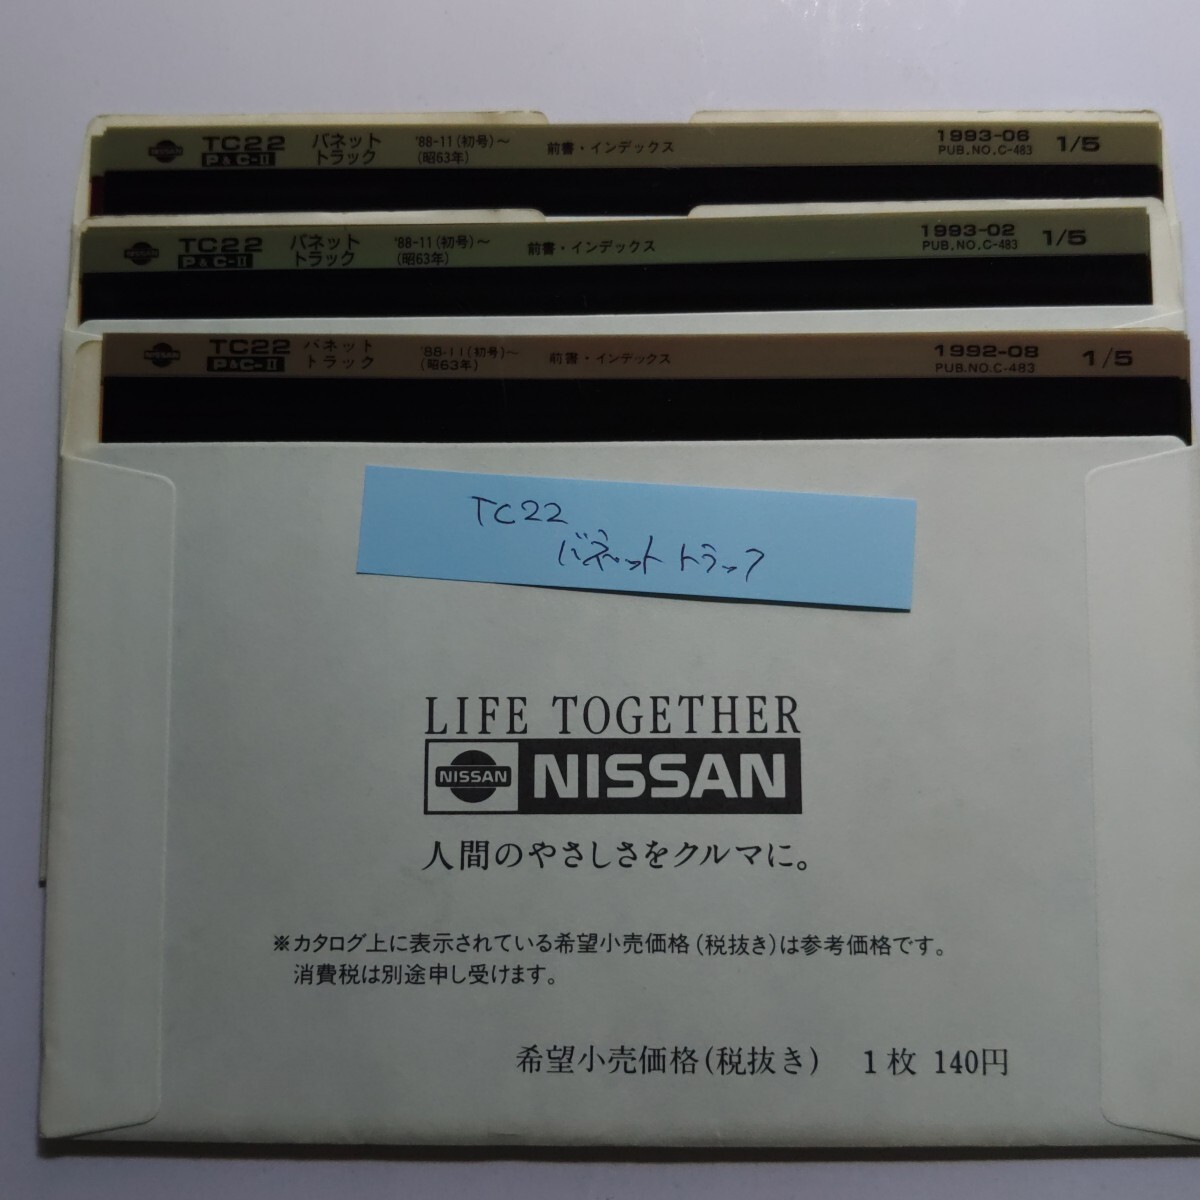 NISSAN TC22 バネット '88-11(初号)~ 前書・インデックス 1993-06 1/5
P&C-II トラック (昭63年) PUB.NO.C-483
NISSAN TC22 バネット '88-11(初号)~ 前書・インデックス 1993-02 1/5
P&C-II トラック (昭63年) PUB.NO.C-483
NISSAN TC22 バネット '88-11(初号)~ 前書・インデックス 1992-08 1/5
P&C-II トラック (昭63年) PUB.NO.C-483
TC22
バネット トラック
LIFE TOGETHER
NISSAN NISSAN
人間のやさしさをクルマに。
※カタログ上に表示されている希望小売価格(税抜き)は参考価格です。
消費税は別途申し受けます。
希望小売価格(税抜き) 1枚 140円